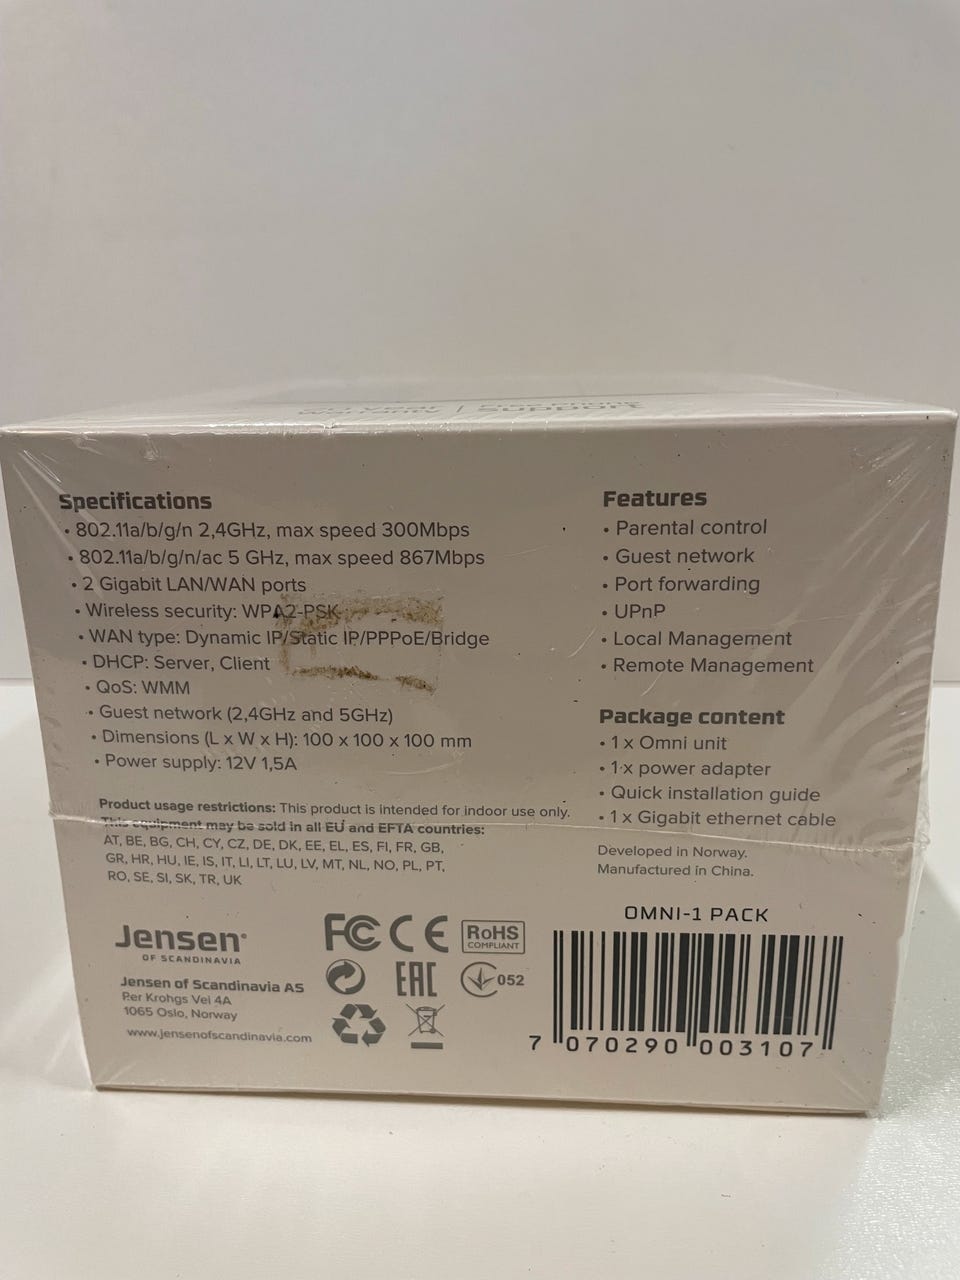 Warranty | Support
Specifications
• 802.11a/b/g/n 2,4GHz, max speed 300Mbps
• 802.11a/b/g/n/ac 5 GHz, max speed 867Mbps
• 2 Gigabit LAN/WAN ports
• Wireless security: WPA2-PSK
• WAN type: Dynamic IP/Static IP/PPPoE/Bridge
• DHCP: Server, Client
• QoS: WMM
• Guest network (2,4GHz and 5GHz)
• Dimensions (L x W x H): 100 x 100 x 100 mm
• Power supply: 12V 1,5A
Product usage restrictions: This product is intended for indoor use only.
This equipment may be sold in all EU and EFTA countries:
AT, BE, BG, CH, CY, CZ, DE, DK, EE, EL, ES, FI, FR, GB,
GR, HR, HU, IE, IS, IT, LI, LT, LU, LV, MT, NL, NO, PL, PT,
RO, SE, SI, SK, TR, UK
Features
• Parental control
• Guest network
• Port forwarding
• UPnP
• Local Management
• Remote Management
Package content
• 1 x Omni unit
• 1 x power adapter
• Quick installation guide
• 1 x Gigabit ethernet cable
Developed in Norway.
Manufactured in China.
Jensen®
OF SCANDINAVIA
Jensen of Scandinavia AS
Per Krohgs Vei 4A
1065 Oslo, Norway
www.jensenofscandinavia.com
FC CE RoHS
COMPLIANT
EAC 052
OMNI-1 PACK
7 070290 003107